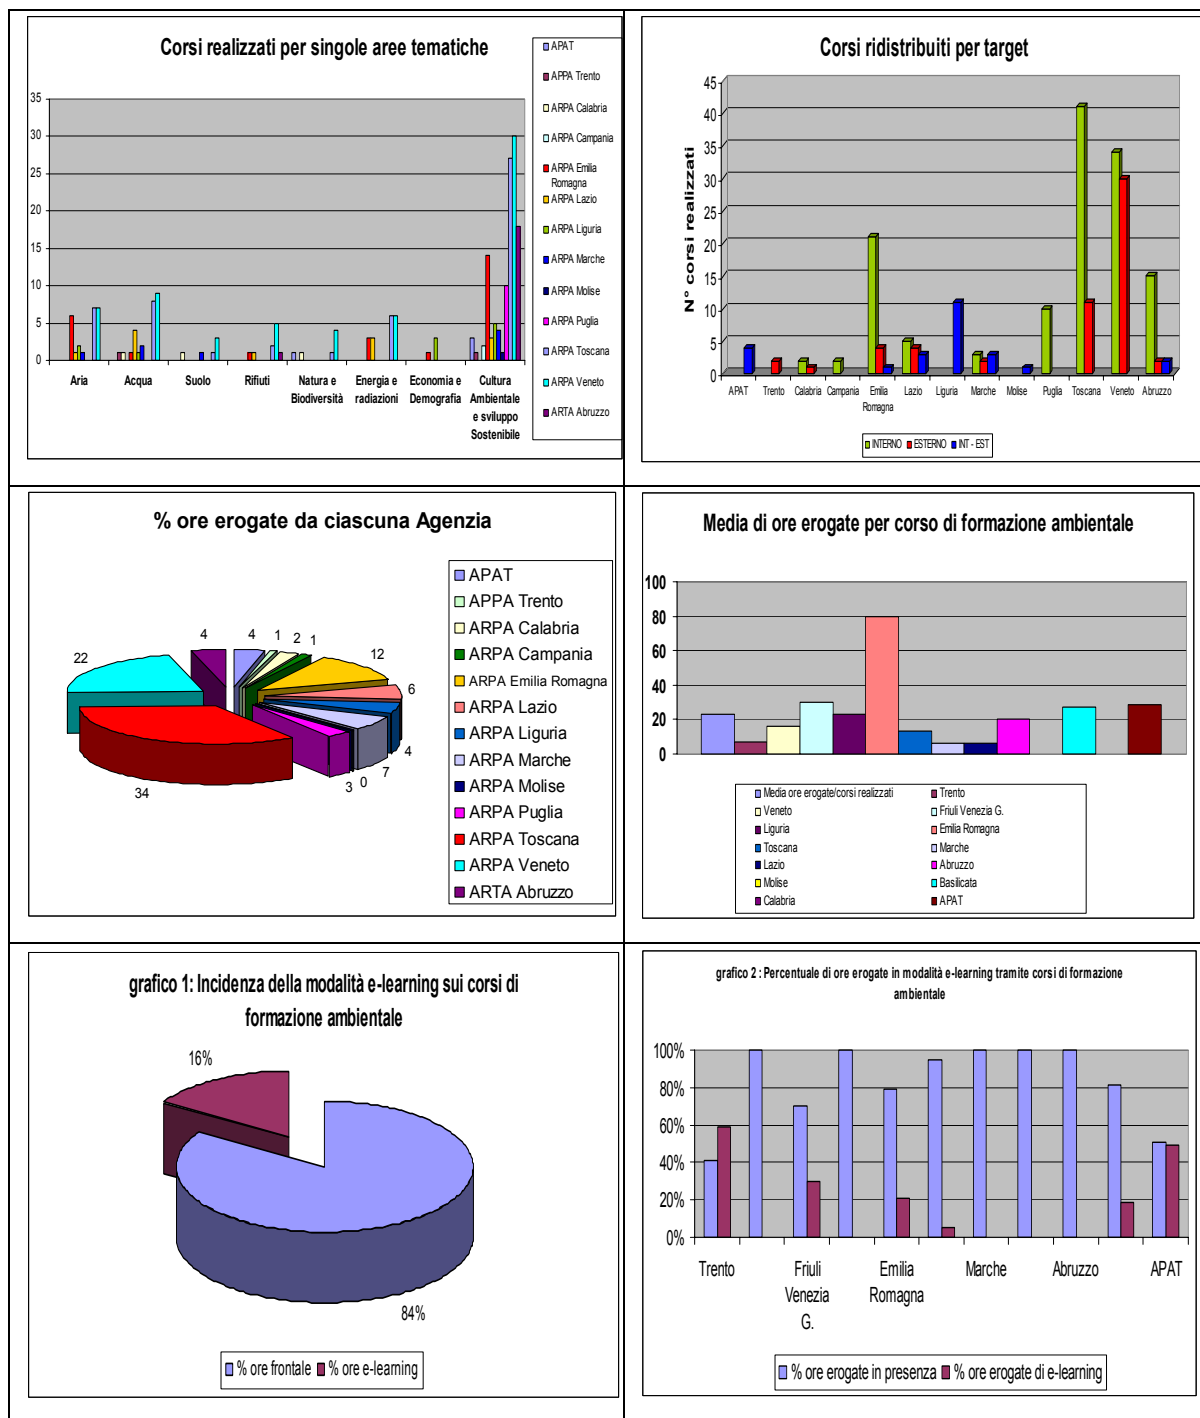 Corsi realizzati per singole aree tematiche
35
30
25
20
15
10
5
0
Aria
Acqua
Suolo
Rifiuti
Natura e
Biodiversità
Energia e
radiazioni
Economia e
Demografia
Cultura
Ambientale
e sviluppo
Sostenibile
APAT
APPA Trento
ARPA Calabria
ARPA Campania
ARPA Emilia
Romagna
ARPA Lazio
ARPA Liguria
ARPA Marche
ARPA Molise
ARPA Puglia
ARPA Toscana
ARPA Veneto
ARTA Abruzzo
Corsi ridistribuiti per target
N° corsi realizzati
45
40
35
30
25
20
15
10
5
0
APAT
Trento
Calabria
Campania
Emilia
Romagna
Lazio
Liguria
Marche
Molise
Puglia
Toscana
Veneto
Abruzzo
INTERNO
ESTERNO
INT - EST
% ore erogate da ciascuna Agenzia
4
1
2
1
12
6
4
7
0
3
34
22
4
APAT
APPA Trento
ARPA Calabria
ARPA Campania
ARPA Emilia Romagna
ARPA Lazio
ARPA Liguria
ARPA Marche
ARPA Molise
ARPA Puglia
ARPA Toscana
ARPA Veneto
ARTA Abruzzo
Media di ore erogate per corso di formazione ambientale
100
80
60
40
20
0
Media ore erogate/corsi realizzati
Trento
Veneto
Friuli Venezia G.
Liguria
Emilia Romagna
Toscana
Marche
Lazio
Abruzzo
Molise
Basilicata
Calabria
APAT
grafico 1: Incidenza della modalità e-learning sui corsi di
formazione ambientale
16%
84%
% ore frontale
% ore e-learning
grafico 2 : Percentuale di ore erogate in modalità e-learning tramite corsi di formazione
ambientale
100%
80%
60%
40%
20%
0%
Trento
Friuli
Venezia
G.
Emilia
Romagna
Marche
Abruzzo
APAT
% ore erogate in presenza
% ore erogate di e-learning